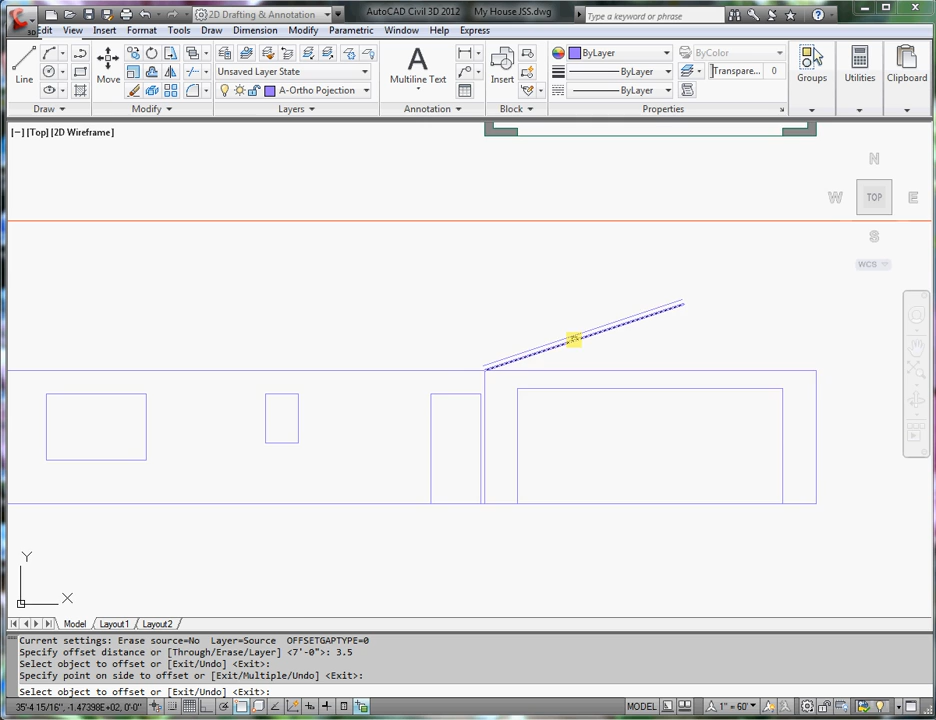 2D Drafting & Annotation
AutoCAD Civil 3D 2012 My House JSS.dwg
Type a keyword or phrase
3D Edit View Insert Format Tools Draw Dimension Modify Parametric Window Help Express
Line
Move
Unsaved Layer State
A-Ortho Projection
Multiline Text
Insert
ByLayer
ByLayer
ByLayer
ByColor
Transpare... 0
Groups
Utilities
Clipboard
Draw Modify Layers Annotation Block Properties
[−] [Top] [2D Wireframe]
N
W TOP E
S
WCS
Y
X
Model Layout1 Layout2
Current settings: Erase source=No Layer=Source OFFSETGAPTYPE=0
Specify offset distance or [Through/Erase/Layer] <7'-0">: 3.5
Select object to offset or [Exit/Undo] <Exit>:
Specify point on side to offset or [Exit/Multiple/Undo] <Exit>:
Select object to offset or [Exit/Undo] <Exit>:
35'-4 15/16", -1.47398E+02, 0'-0" MODEL 1" = 60'